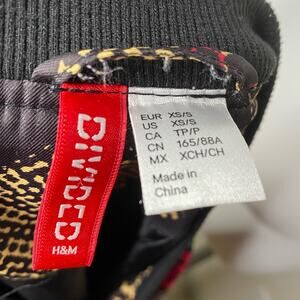 DIVIDED
H&M
EUR XS/S
US XS/S
CA TP/P
CN 165/88A
MX XCH/CH
Made in
China